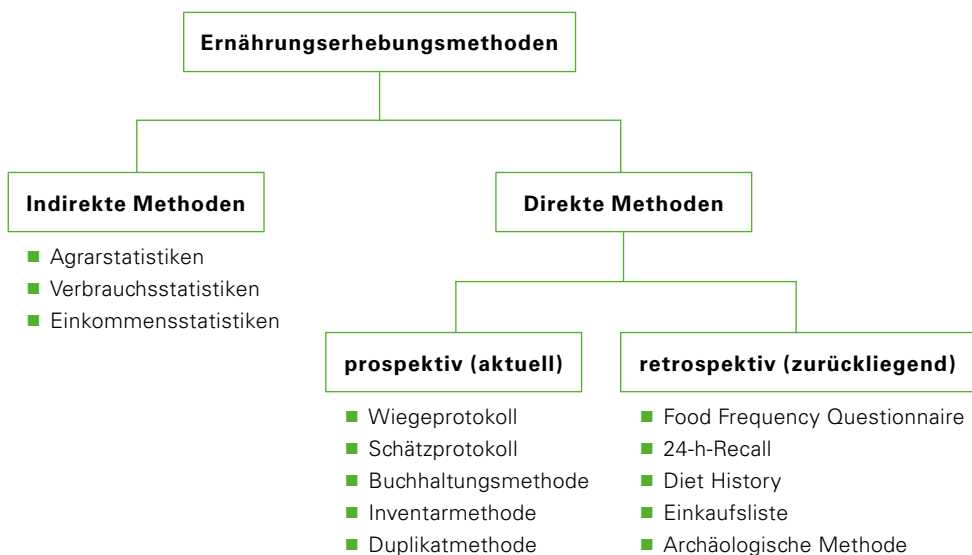 Ernährungserhebungsmethoden
Indirekte Methoden
Agrarstatistiken
Verbrauchsstatistiken
Einkommensstatistiken
Direkte Methoden
prospektiv (aktuell)
Wiegeprotokoll
Schätzprotokoll
Buchhaltungsmethode
Inventarmethode
Duplikatmethode
retrospektiv (zurückliegend)
Food Frequency Questionnaire
24-h-Recall
Diet History
Einkaufsliste
Archäologische Methode